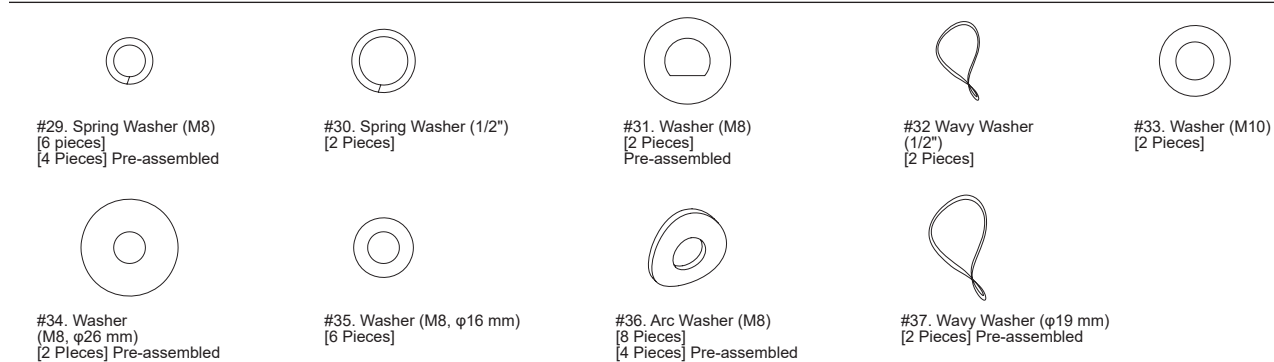 #29. Spring Washer (M8)
[6 pieces]
[4 Pieces] Pre-assembled
#30. Spring Washer (1/2")
[2 Pieces]
#31. Washer (M8)
[2 Pieces]
Pre-assembled
#32 Wavy Washer
(1/2")
[2 Pieces]
#33. Washer (M10)
[2 Pieces]
#34. Washer
(M8, φ26 mm)
[2 PIeces] Pre-assembled
#35. Washer (M8, φ16 mm)
[6 Pieces]
#36. Arc Washer (M8)
[8 Pieces]
[4 Pieces] Pre-assembled
#37. Wavy Washer (φ19 mm)
[2 Pieces] Pre-assembled